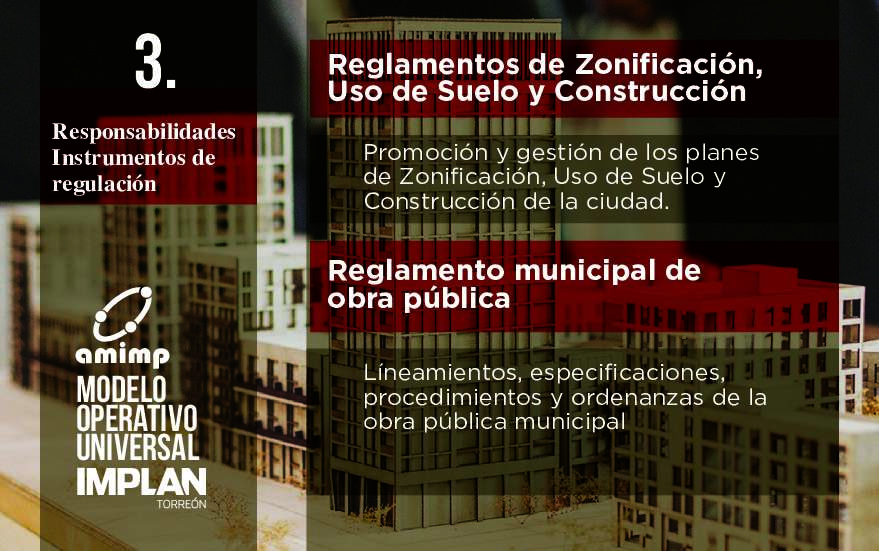 3.
Responsabilidades
Instrumentos de
regulación
amimp
MODELO
OPERATIVO
UNIVERSAL
IMPLAN
TORREÓN
Reglamentos de Zonificación,
Uso de Suelo y Construcción
Promoción y gestión de los planes
de Zonificación, Uso de Suelo y
Construcción de la ciudad.
Reglamento municipal de
obra pública
Líneamientos, especificaciones,
procedimientos y ordenanzas de la
obra pública municipal